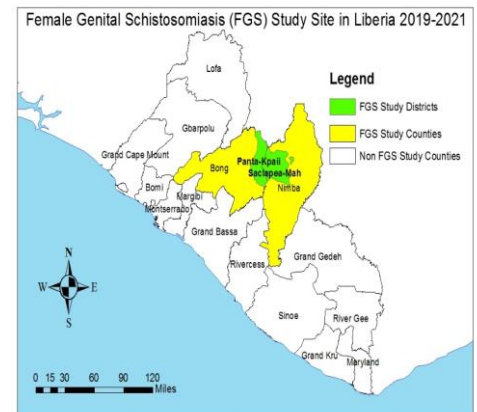 Female Genital Schistosomiasis (FGS) Study Site in Liberia 2019-2021
Lofa
Legend
FGS Study Districts
FGS Study Counties
Non FGS Study Counties
Gbarpolu
Grand Cape Mount
Bong
Panta-Kpaii
Saclapea-Mah
Nimba
Bomi
Margibi
Montserrado
Grand Bassa
Rivercess
Grand Gedeh
Sinoe
River Gee
Grand Kru
Maryland
N
W
E
S
0 15 30 60 90 120
Miles